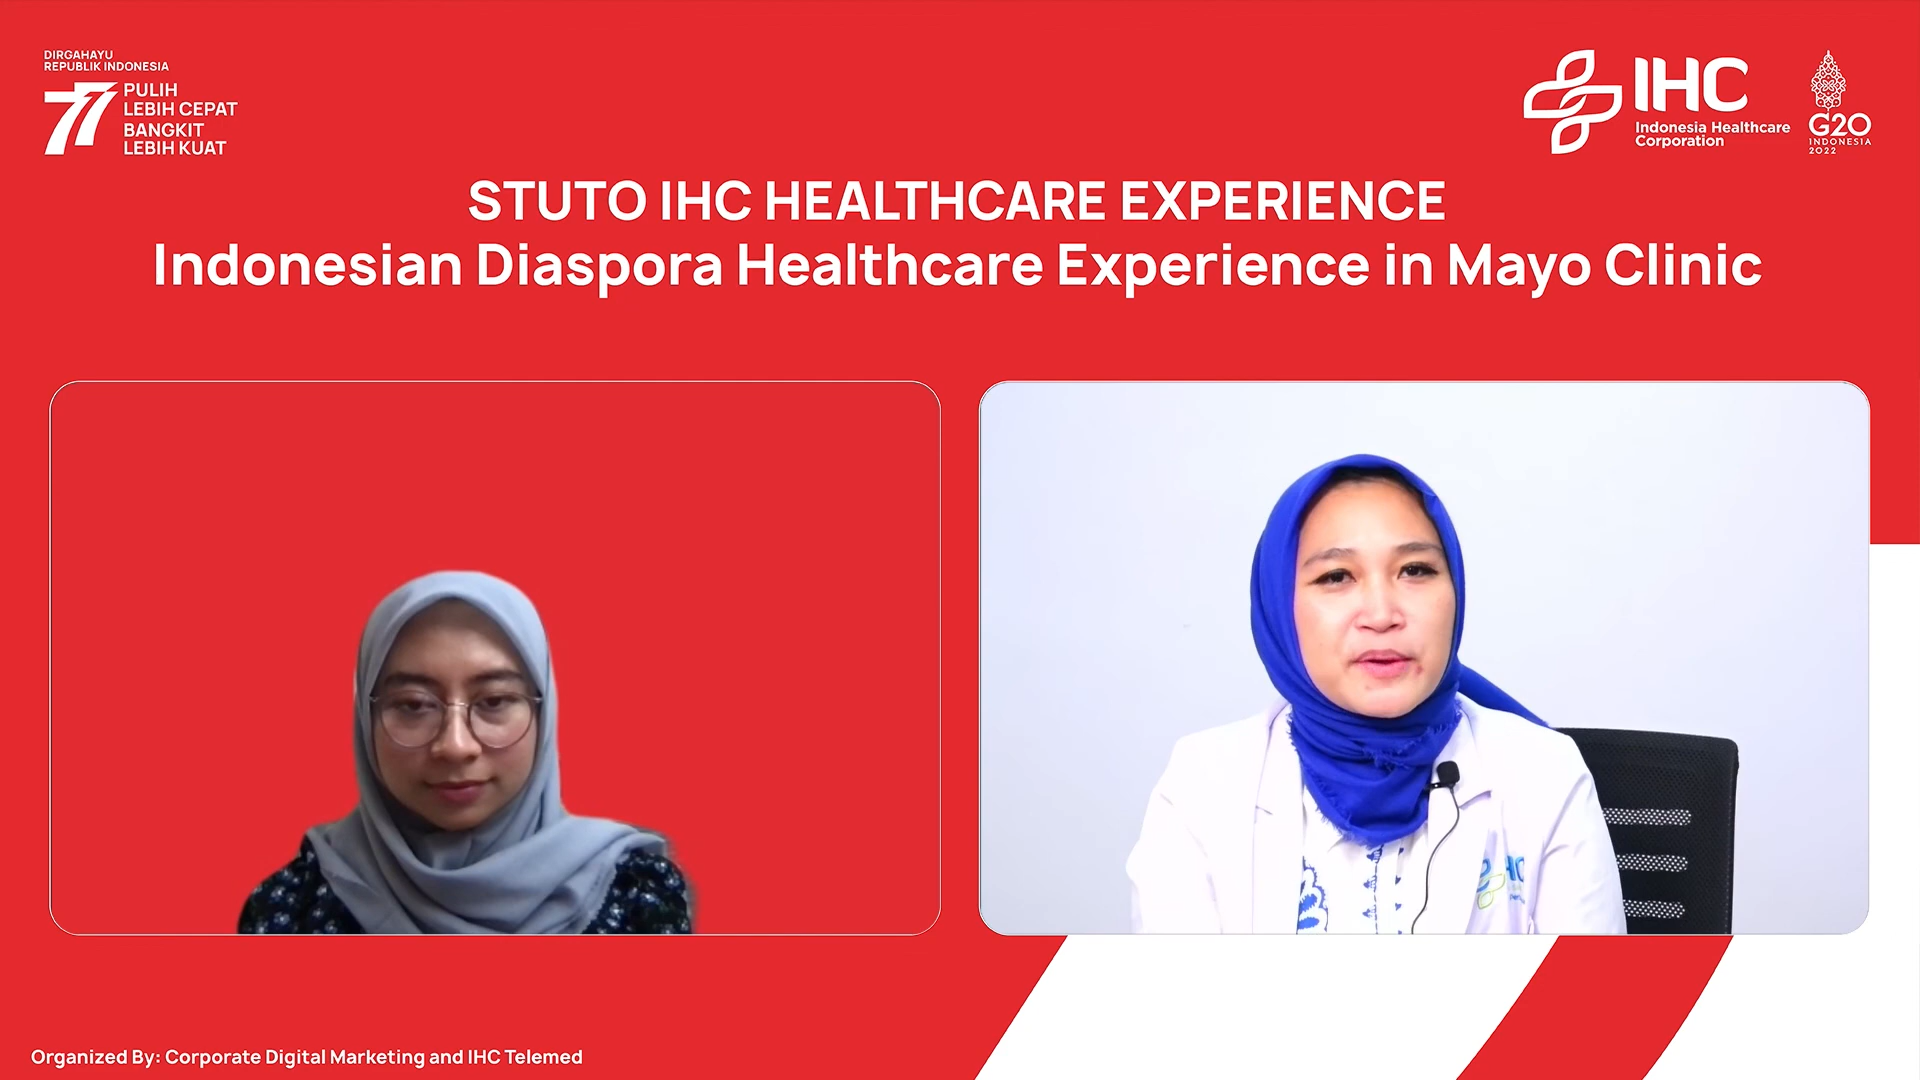 DIRGAHAYU
REPUBLIK INDONESIA
77
PULIH
LEBIH CEPAT
BANGKIT
LEBIH KUAT
IHC
Indonesia Healthcare
Corporation
G20
INDONESIA
2022
STUTO IHC HEALTHCARE EXPERIENCE
Indonesian Diaspora Healthcare Experience in Mayo Clinic
Organized By: Corporate Digital Marketing and IHC Telemed